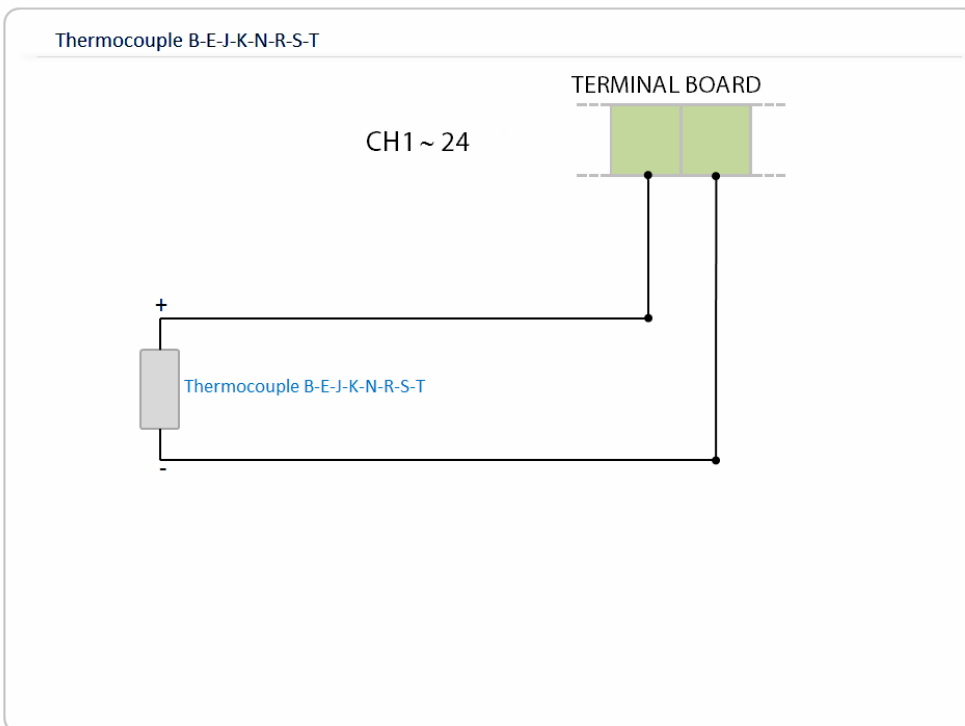 Thermocouple B-E-J-K-N-R-S-T
TERMINAL BOARD
CH1 ~ 24
+
Thermocouple B-E-J-K-N-R-S-T
-